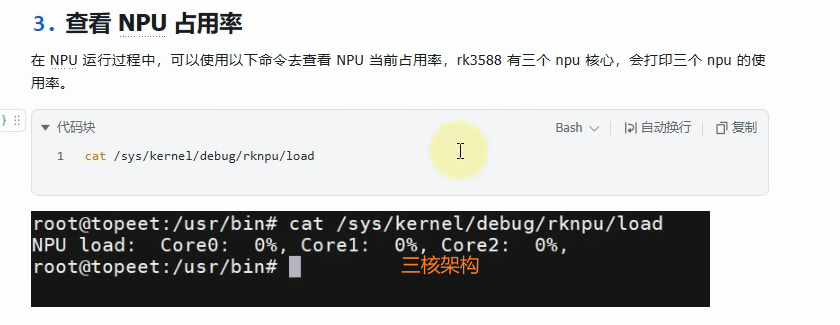 3. 查看 NPU 占用率
在 NPU 运行过程中，可以使用以下命令去查看 NPU 当前占用率，rk3588 有三个 npu 核心，会打印三个 npu 的使
用率。
}
代码块
Bash 自动换行 复制
1 cat /sys/kernel/debug/rknpu/load
root@topeet:/usr/bin# cat /sys/kernel/debug/rknpu/load
NPU load:  Core0:  0%, Core1:  0%, Core2:  0%,
root@topeet:/usr/bin#
三核架构